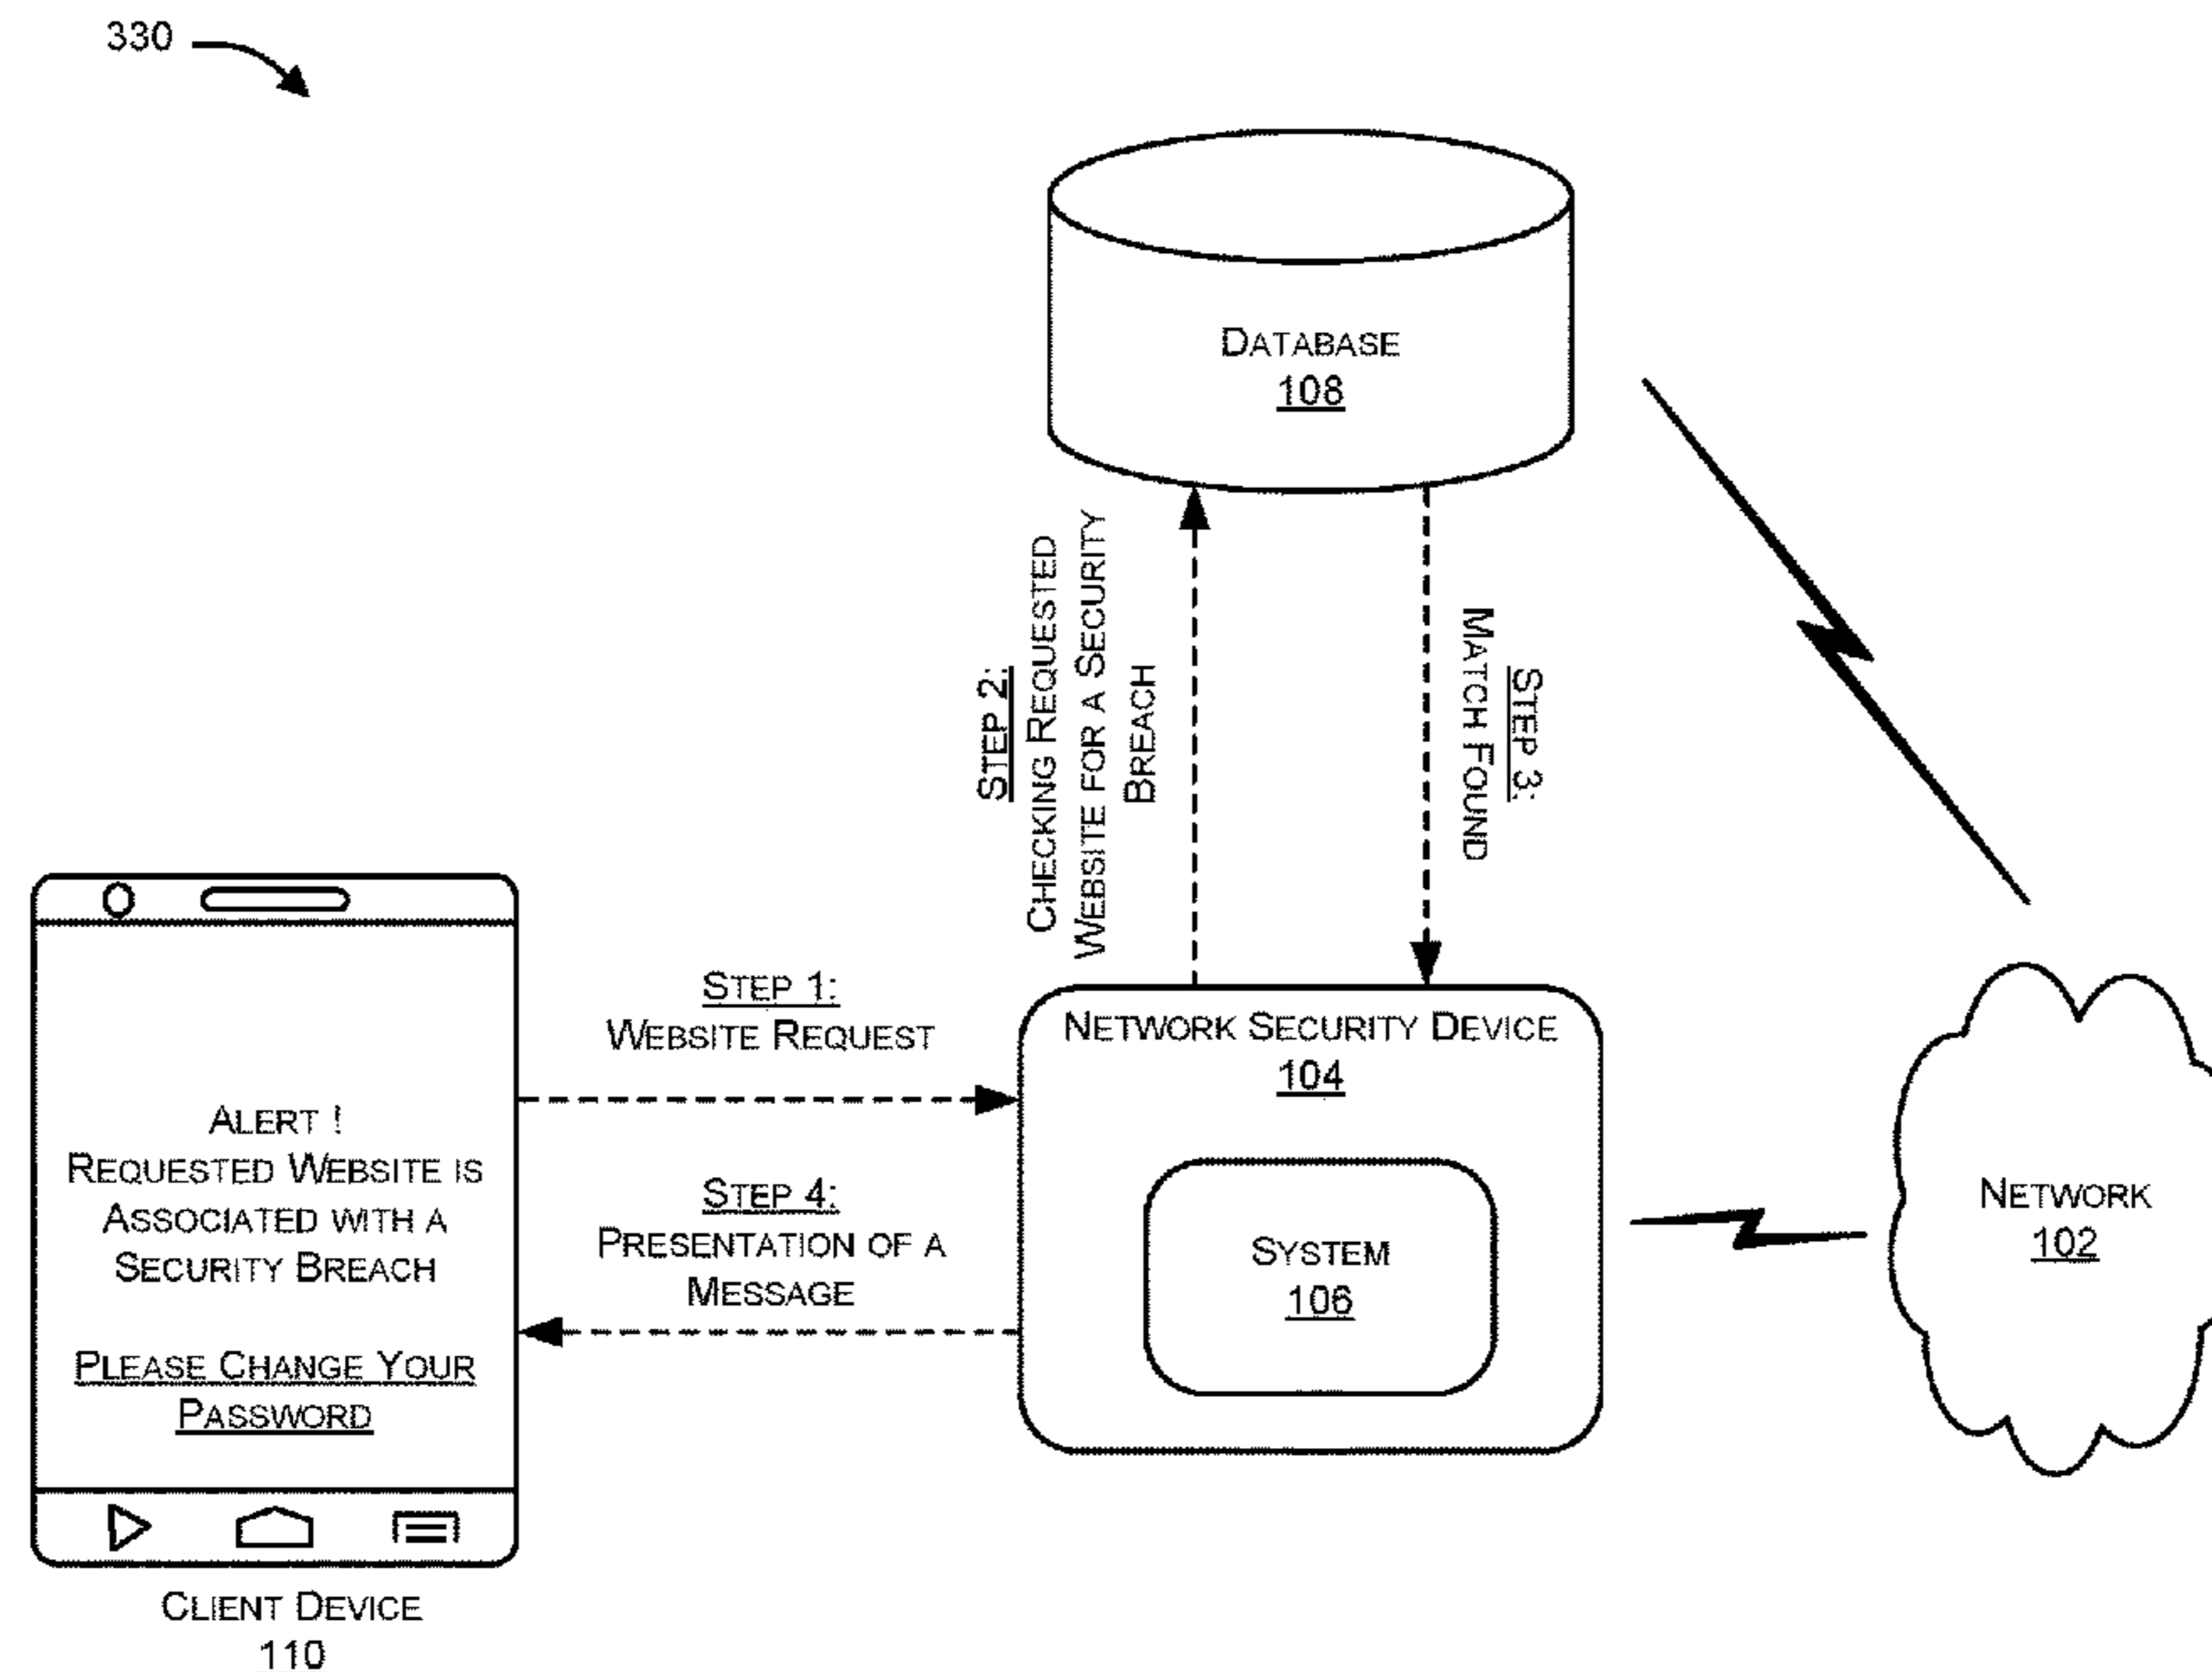 330
DATABASE
108
STEP 2:
CHECKING REQUESTED
WEBSITE FOR A SECURITY
BREACH
STEP 3:
MATCH FOUND
STEP 1:
WEBSITE REQUEST
NETWORK SECURITY DEVICE
104
SYSTEM
106
STEP 4:
PRESENTATION OF A
MESSAGE
NETWORK
102
ALERT !
REQUESTED WEBSITE IS
ASSOCIATED WITH A
SECURITY BREACH
PLEASE CHANGE YOUR
PASSWORD
CLIENT DEVICE
110